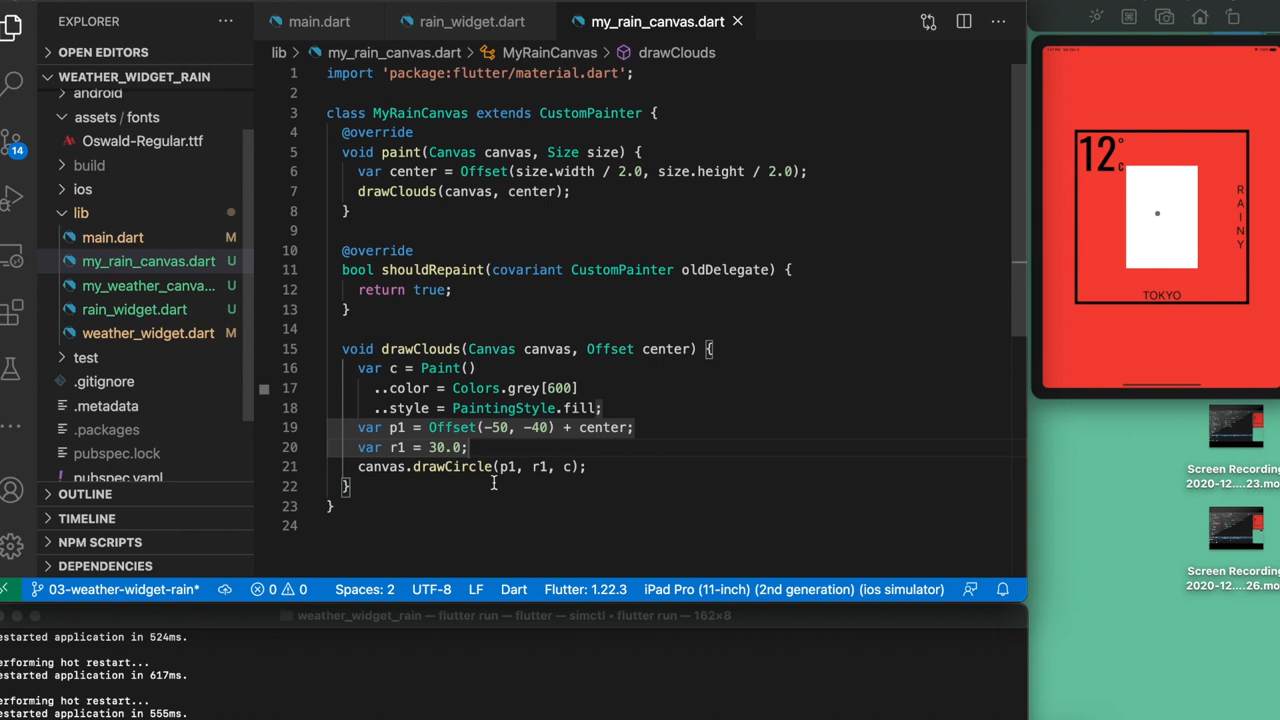 EXPLORER
OPEN EDITORS
WEATHER_WIDGET_RAIN
android
assets / fonts
Oswald-Regular.ttf
build
ios
lib
main.dart M
my_rain_canvas.dart U
my_weather_canva... U
rain_widget.dart U
weather_widget.dart M
test
.gitignore
.metadata
.packages
pubspec.lock
pubspec.yaml
OUTLINE
TIMELINE
NPM SCRIPTS
DEPENDENCIES
14
main.dart
rain_widget.dart
my_rain_canvas.dart
lib > my_rain_canvas.dart > MyRainCanvas > drawClouds
1 import 'package:flutter/material.dart';
2
3 class MyRainCanvas extends CustomPainter {
4 @override
5 void paint(Canvas canvas, Size size) {
6 var center = Offset(size.width / 2.0, size.height / 2.0);
7 drawClouds(canvas, center);
8 }
9
10 @override
11 bool shouldRepaint(covariant CustomPainter oldDelegate) {
12 return true;
13 }
14
15 void drawClouds(Canvas canvas, Offset center) {
16 var c = Paint()
17 ..color = Colors.grey[600]
18 ..style = PaintingStyle.fill;
19 var p1 = Offset(-50, -40) + center;
20 var r1 = 30.0;
21 canvas.drawCircle(p1, r1, c);
22 }
23 }
24
03-weather-widget-rain* 0 0 Spaces: 2 UTF-8 LF Dart Flutter: 1.22.3 iPad Pro (11-inch) (2nd generation) (ios simulator)
weather_widget_rain — flutter run — flutter — simctl • flutter run — 162×8
estarted application in 524ms.
erforming hot restart...
estarted application in 617ms.
erforming hot restart...
estarted application in 555ms.
12°c
RAINY
TOKYO
Screen Recording
2020-12....23.mo
Screen Recording
2020-12....26.mo